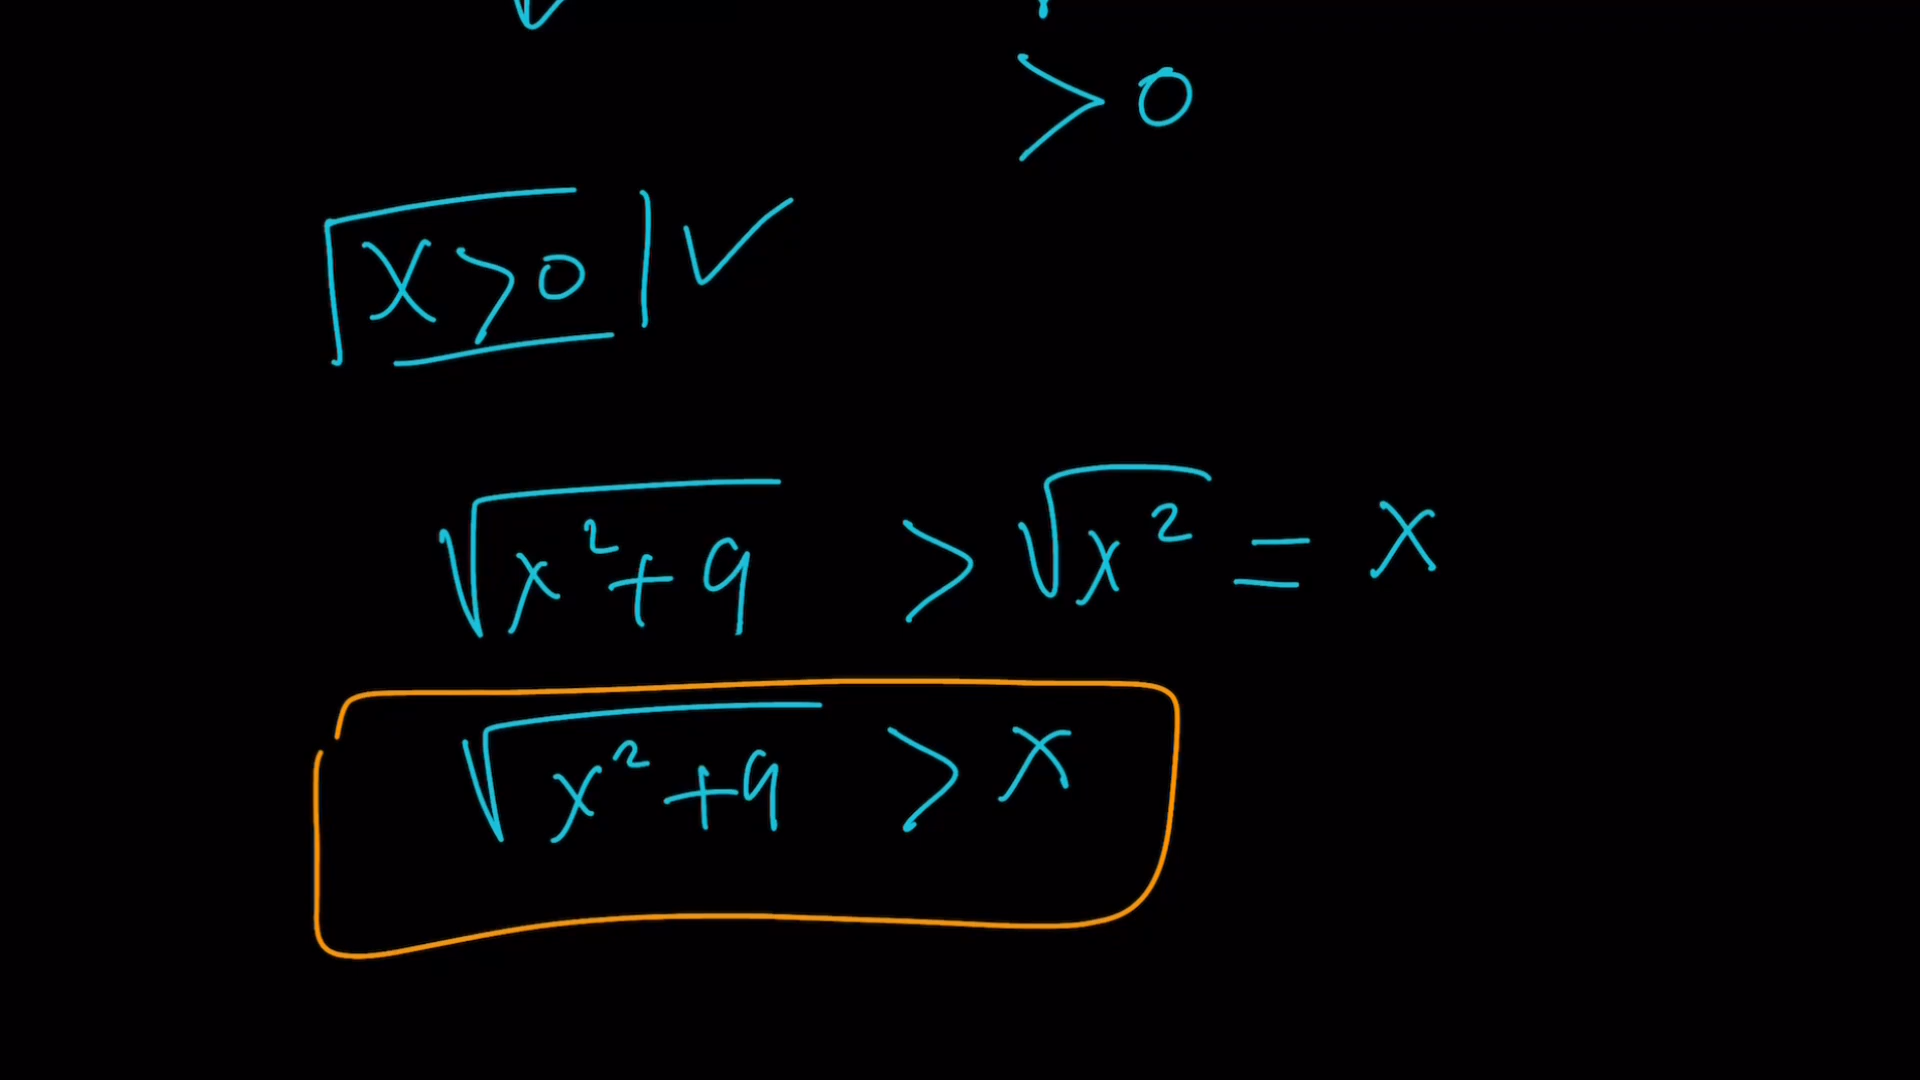 > 0
x > 0 ✓
√(x² + 9) > √(x²) = x
√(x² + 9) > x